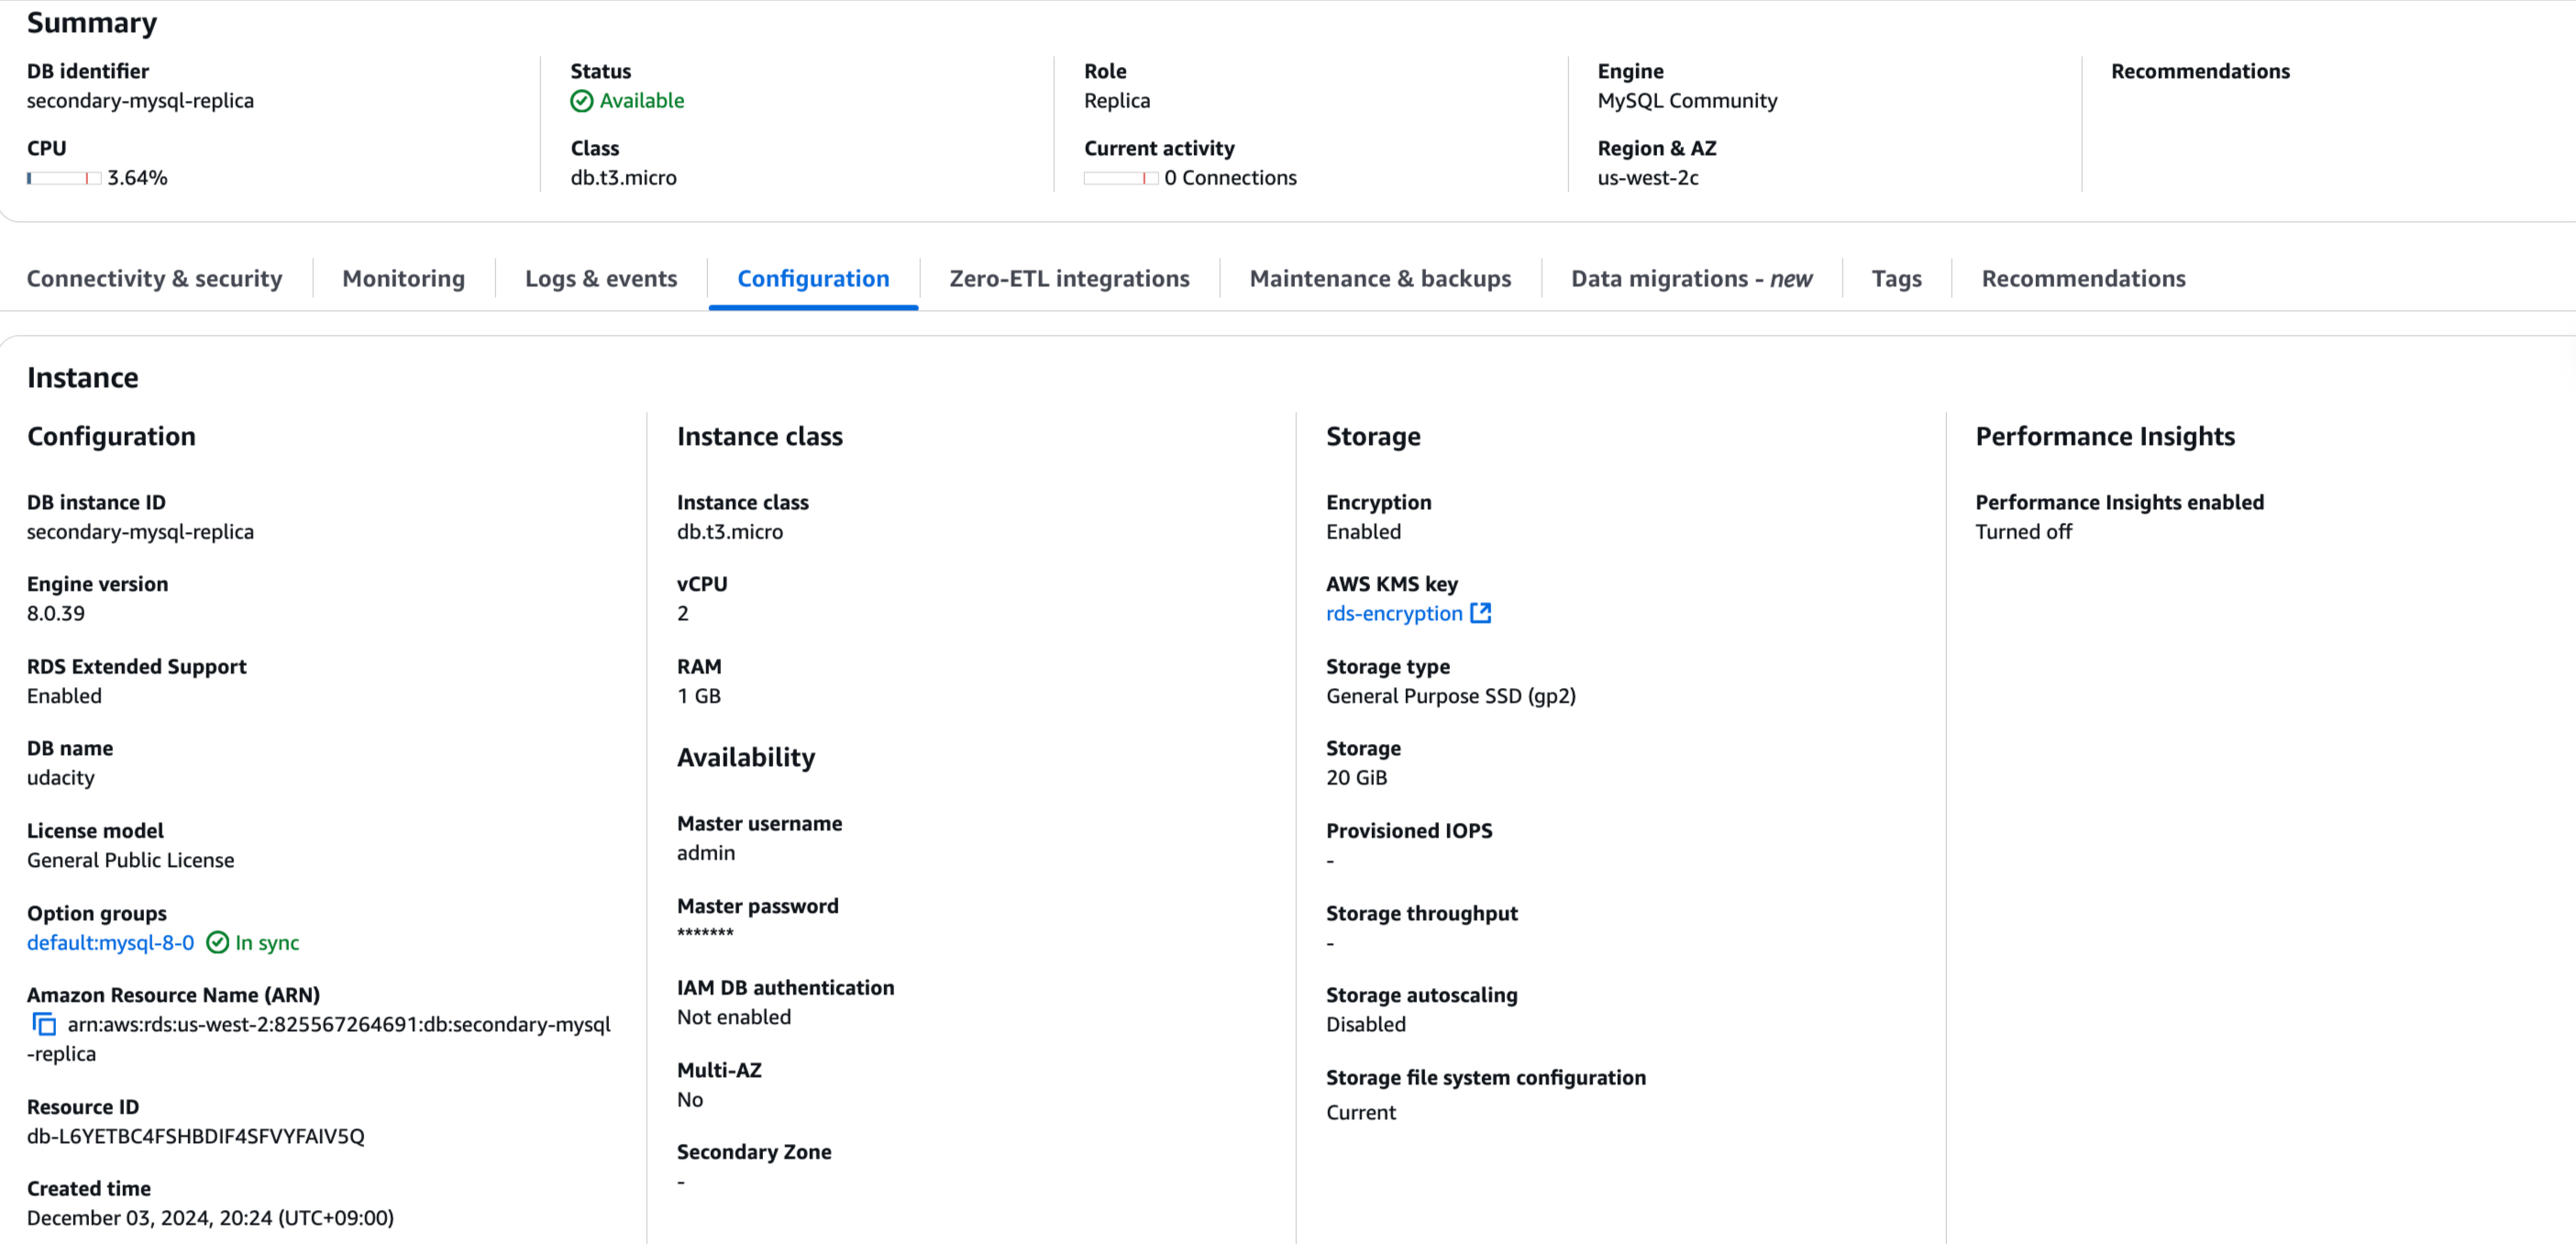 Summary
DB identifier
secondary-mysql-replica
Status
Available
Role
Replica
Engine
MySQL Community
Recommendations
CPU
3.64%
Class
db.t3.micro
Current activity
0 Connections
Region & AZ
us-west-2c
Connectivity & security
Monitoring
Logs & events
Configuration
Zero-ETL integrations
Maintenance & backups
Data migrations - new
Tags
Recommendations
Instance
Configuration
DB instance ID
secondary-mysql-replica
Engine version
8.0.39
RDS Extended Support
Enabled
DB name
udacity
License model
General Public License
Option groups
default:mysql-8-0 In sync
Amazon Resource Name (ARN)
arn:aws:rds:us-west-2:825567264691:db:secondary-mysql
-replica
Resource ID
db-L6YETBC4FSHBDIF4SFVYFAIV5Q
Created time
December 03, 2024, 20:24 (UTC+09:00)
Instance class
Instance class
db.t3.micro
vCPU
2
RAM
1 GB
Availability
Master username
admin
Master password
*******
IAM DB authentication
Not enabled
Multi-AZ
No
Secondary Zone
-
Storage
Encryption
Enabled
AWS KMS key
rds-encryption
Storage type
General Purpose SSD (gp2)
Storage
20 GiB
Provisioned IOPS
-
Storage throughput
-
Storage autoscaling
Disabled
Storage file system configuration
Current
Performance Insights
Performance Insights enabled
Turned off